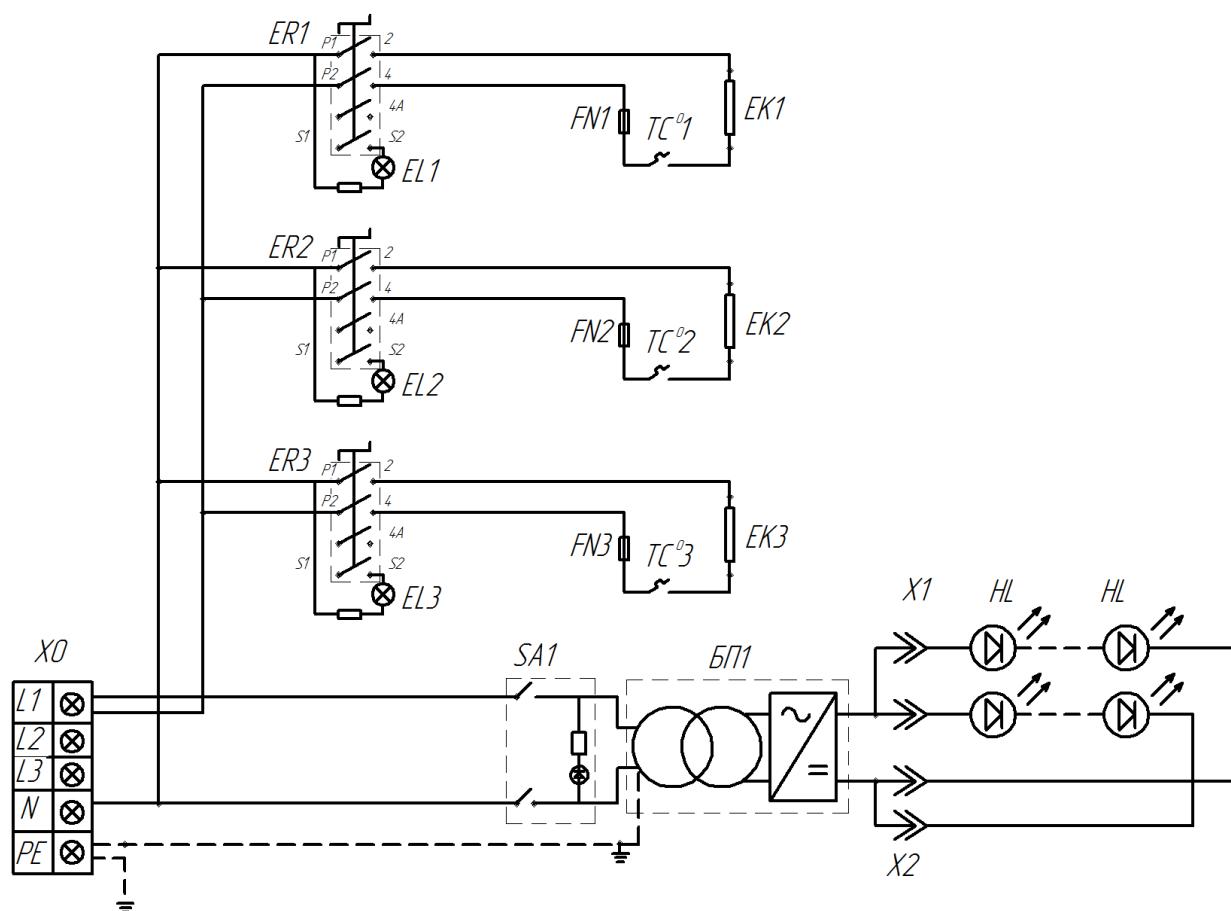 ER1
P1
2
P2
4
4A
S1
S2
EL1
FN1
TC°1
EK1
ER2
P1
2
P2
4
4A
S1
S2
EL2
FN2
TC°2
EK2
ER3
P1
2
P2
4
4A
S1
S2
EL3
FN3
TC°3
EK3
X0
L1
L2
L3
N
PE
SA1
БП1
X1
HL
HL
X2